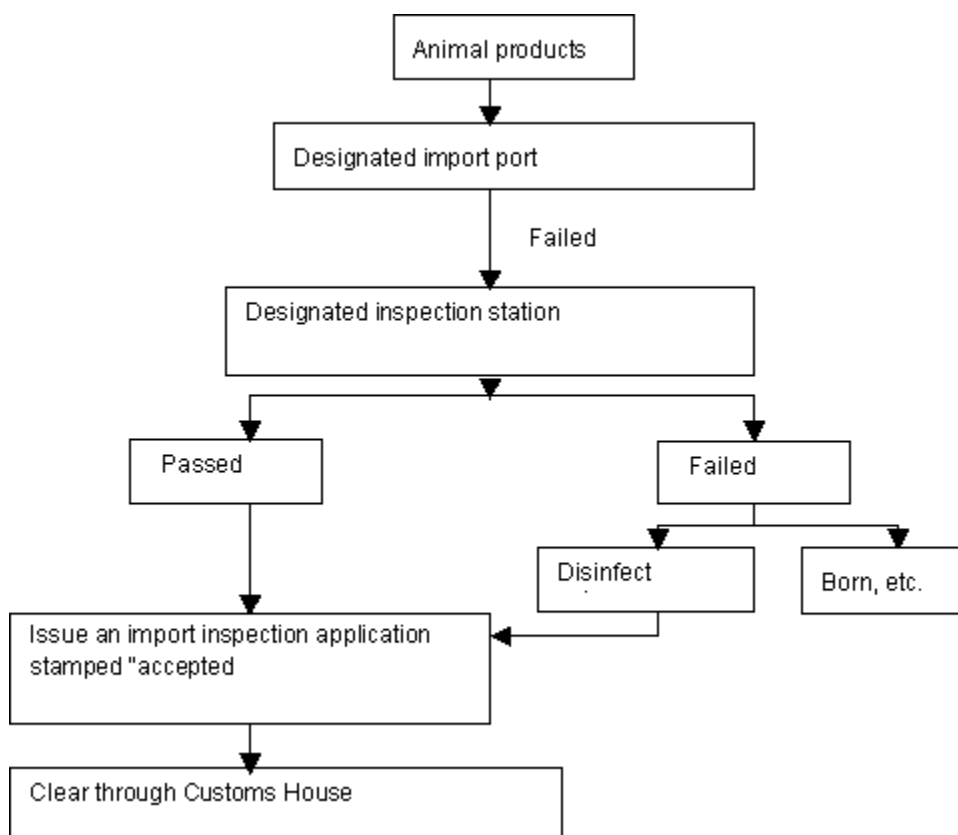 Animal products
Designated import port
Failed
Designated inspection station
Passed
Failed
Disinfect
Born, etc.
Issue an import inspection application
stamped "accepted
Clear through Customs House